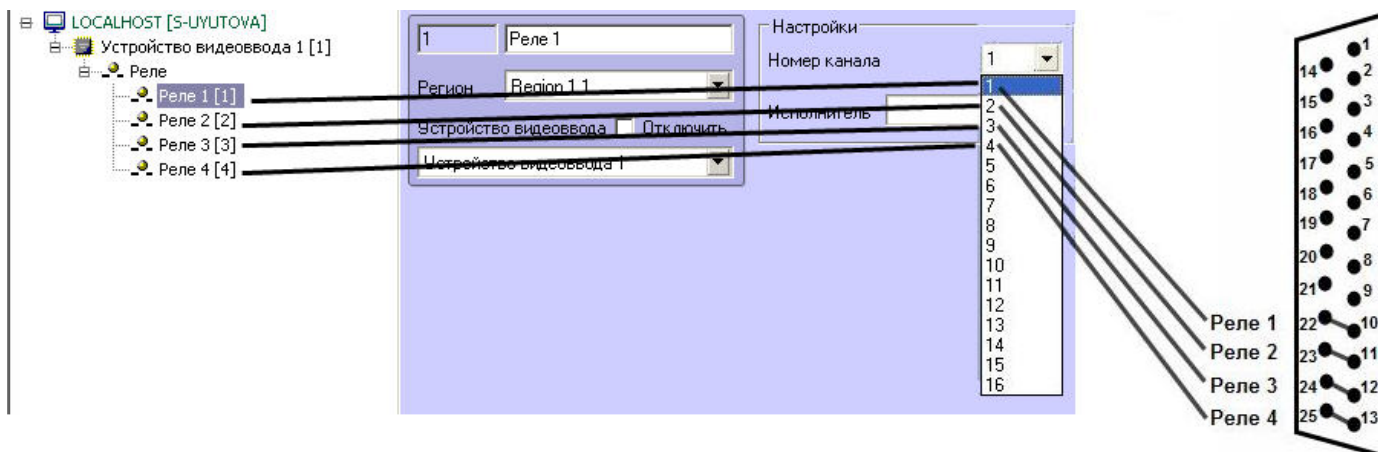 LOCALHOST [S-UYUTOVA]
Устройство видеоввода 1 [1]
Реле
Реле 1 [1]
Реле 2 [2]
Реле 3 [3]
Реле 4 [4]
1 Реле 1
Регион Region 1.1
Устройство видеоввода Отключить
Устройство видеоввода 1
Настройки
Номер канала 1
Исполнитель
1
2
3
4
5
6
7
8
9
10
11
12
13
14
15
16
Реле 1
Реле 2
Реле 3
Реле 4
1
14 2
15 3
16 4
17 5
18 6
19 7
20 8
21 9
22 10
23 11
24 12
25 13